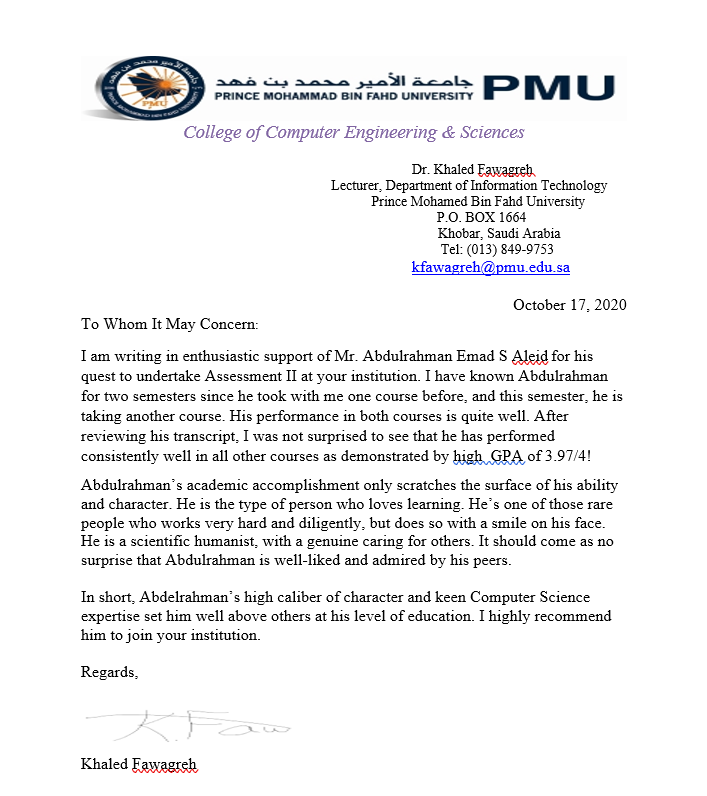 جامعة الأمير محمد بن فهد
PRINCE MOHAMMAD BIN FAHD UNIVERSITY
PMU
PMU
College of Computer Engineering & Sciences
Dr. Khaled Fawagreh
Lecturer, Department of Information Technology
Prince Mohamed Bin Fahd University
P.O. BOX 1664
Khobar, Saudi Arabia
Tel: (013) 849-9753
kfawagreh@pmu.edu.sa
October 17, 2020
To Whom It May Concern:
I am writing in enthusiastic support of Mr. Abdulrahman Emad S Aleid for his
quest to undertake Assessment II at your institution. I have known Abdulrahman
for two semesters since he took with me one course before, and this semester, he is
taking another course. His performance in both courses is quite well. After
reviewing his transcript, I was not surprised to see that he has performed
consistently well in all other courses as demonstrated by high  GPA of 3.97/4!
Abdulrahman’s academic accomplishment only scratches the surface of his ability
and character. He is the type of person who loves learning. He’s one of those rare
people who works very hard and diligently, but does so with a smile on his face.
He is a scientific humanist, with a genuine caring for others. It should come as no
surprise that Abdulrahman is well-liked and admired by his peers.
In short, Abdelrahman’s high caliber of character and keen Computer Science
expertise set him well above others at his level of education. I highly recommend
him to join your institution.
Regards,
K.Faw
Khaled Fawagreh